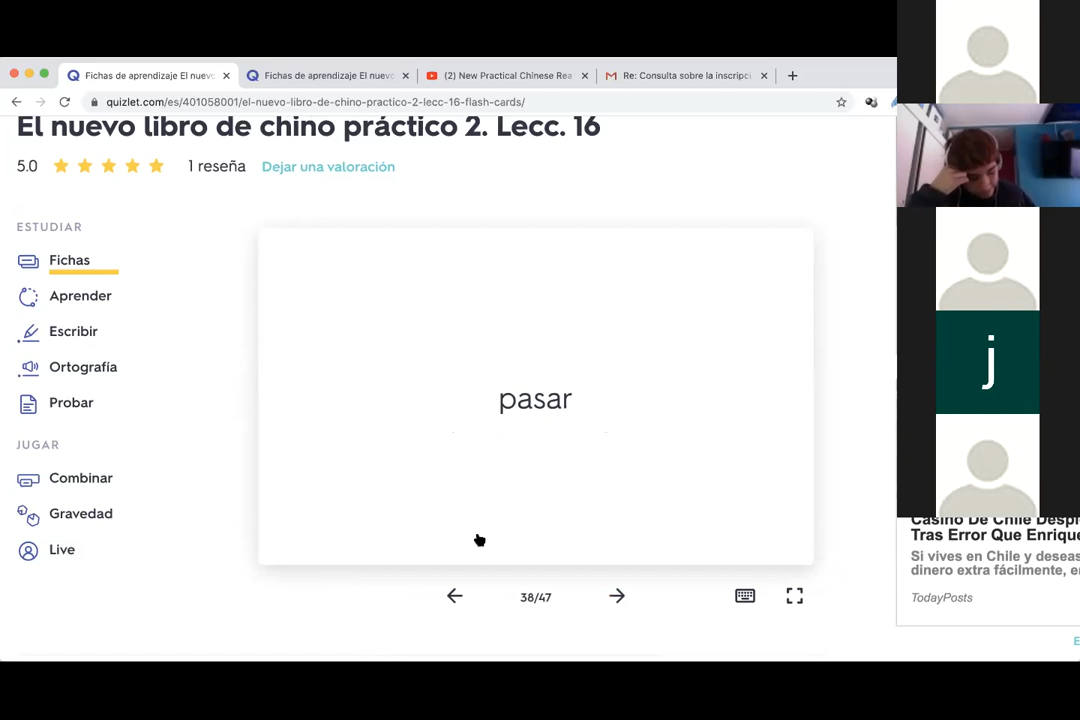 Fichas de aprendizaje El nuevo
Fichas de aprendizaje El nuevo
(2) New Practical Chinese Rea
Re: Consulta sobre la inscripci
quizlet.com/es/401058001/el-nuevo-libro-de-chino-practico-2-lecc-16-flash-cards/
El nuevo libro de chino práctico 2. Lecc. 16
5.0
1 reseña
Dejar una valoración
ESTUDIAR
Fichas
Aprender
Escribir
Ortografía
Probar
JUGAR
Combinar
Gravedad
Live
pasar
38/47
j
Casino De Chile Despi
Tras Error Que Enrique
Si vives en Chile y deseas
dinero extra fácilmente, e
TodayPosts
E